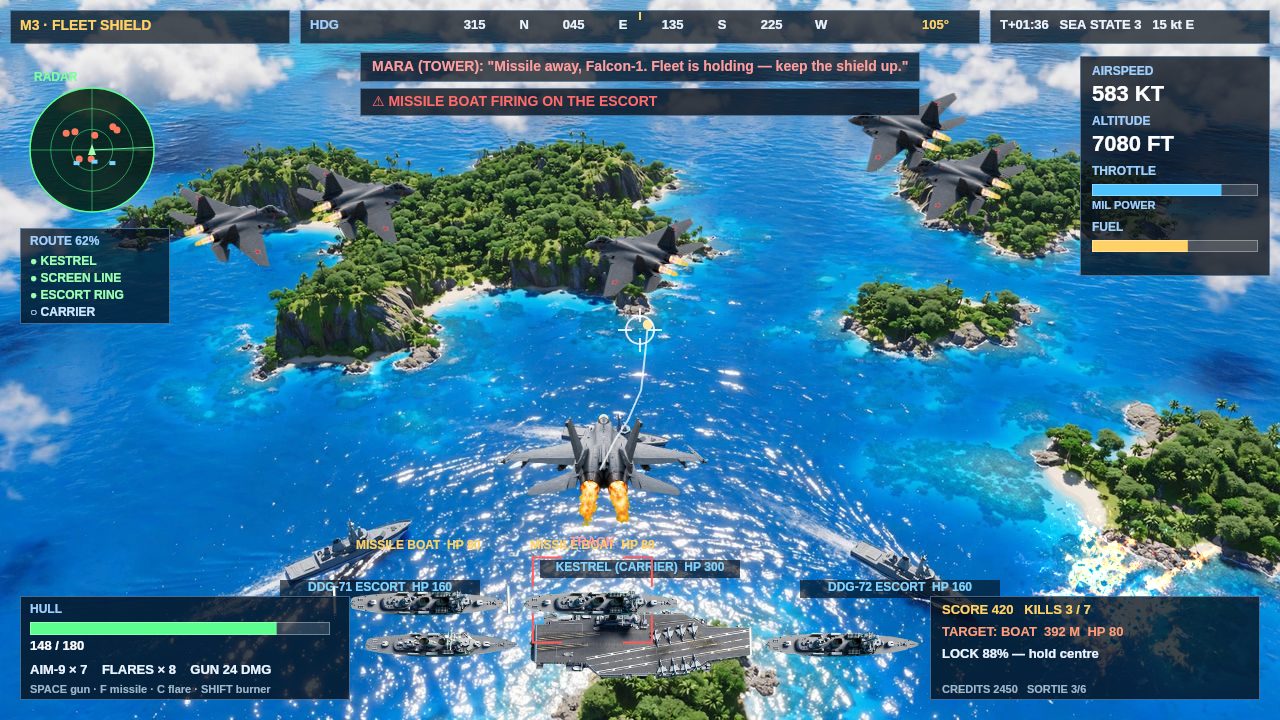 M3 · FLEET SHIELD
HDG 315 N 045 E 135 S 225 W 105°
T+01:36 SEA STATE 3 15 kt E
MARA (TOWER): "Missile away, Falcon-1. Fleet is holding — keep the shield up."
⚠ MISSILE BOAT FIRING ON THE ESCORT
RADAR
AIRSPEED
583 KT
ALTITUDE
7080 FT
THROTTLE
MIL POWER
FUEL
ROUTE 62%
● KESTREL
● SCREEN LINE
● ESCORT RING
○ CARRIER
MISSILE BOAT HP 80
MISSILE BOAT HP 80
KESTREL (CARRIER) HP 300
DDG-71 ESCORT HP 160
DDG-72 ESCORT HP 160
HULL
148 / 180
AIM-9 × 7 FLARES × 8 GUN 24 DMG
SPACE gun · F missile · C flare · SHIFT burner
SCORE 420 KILLS 3 / 7
TARGET: BOAT 392 M HP 80
LOCK 88% — hold centre
CREDITS 2450 SORTIE 3/6